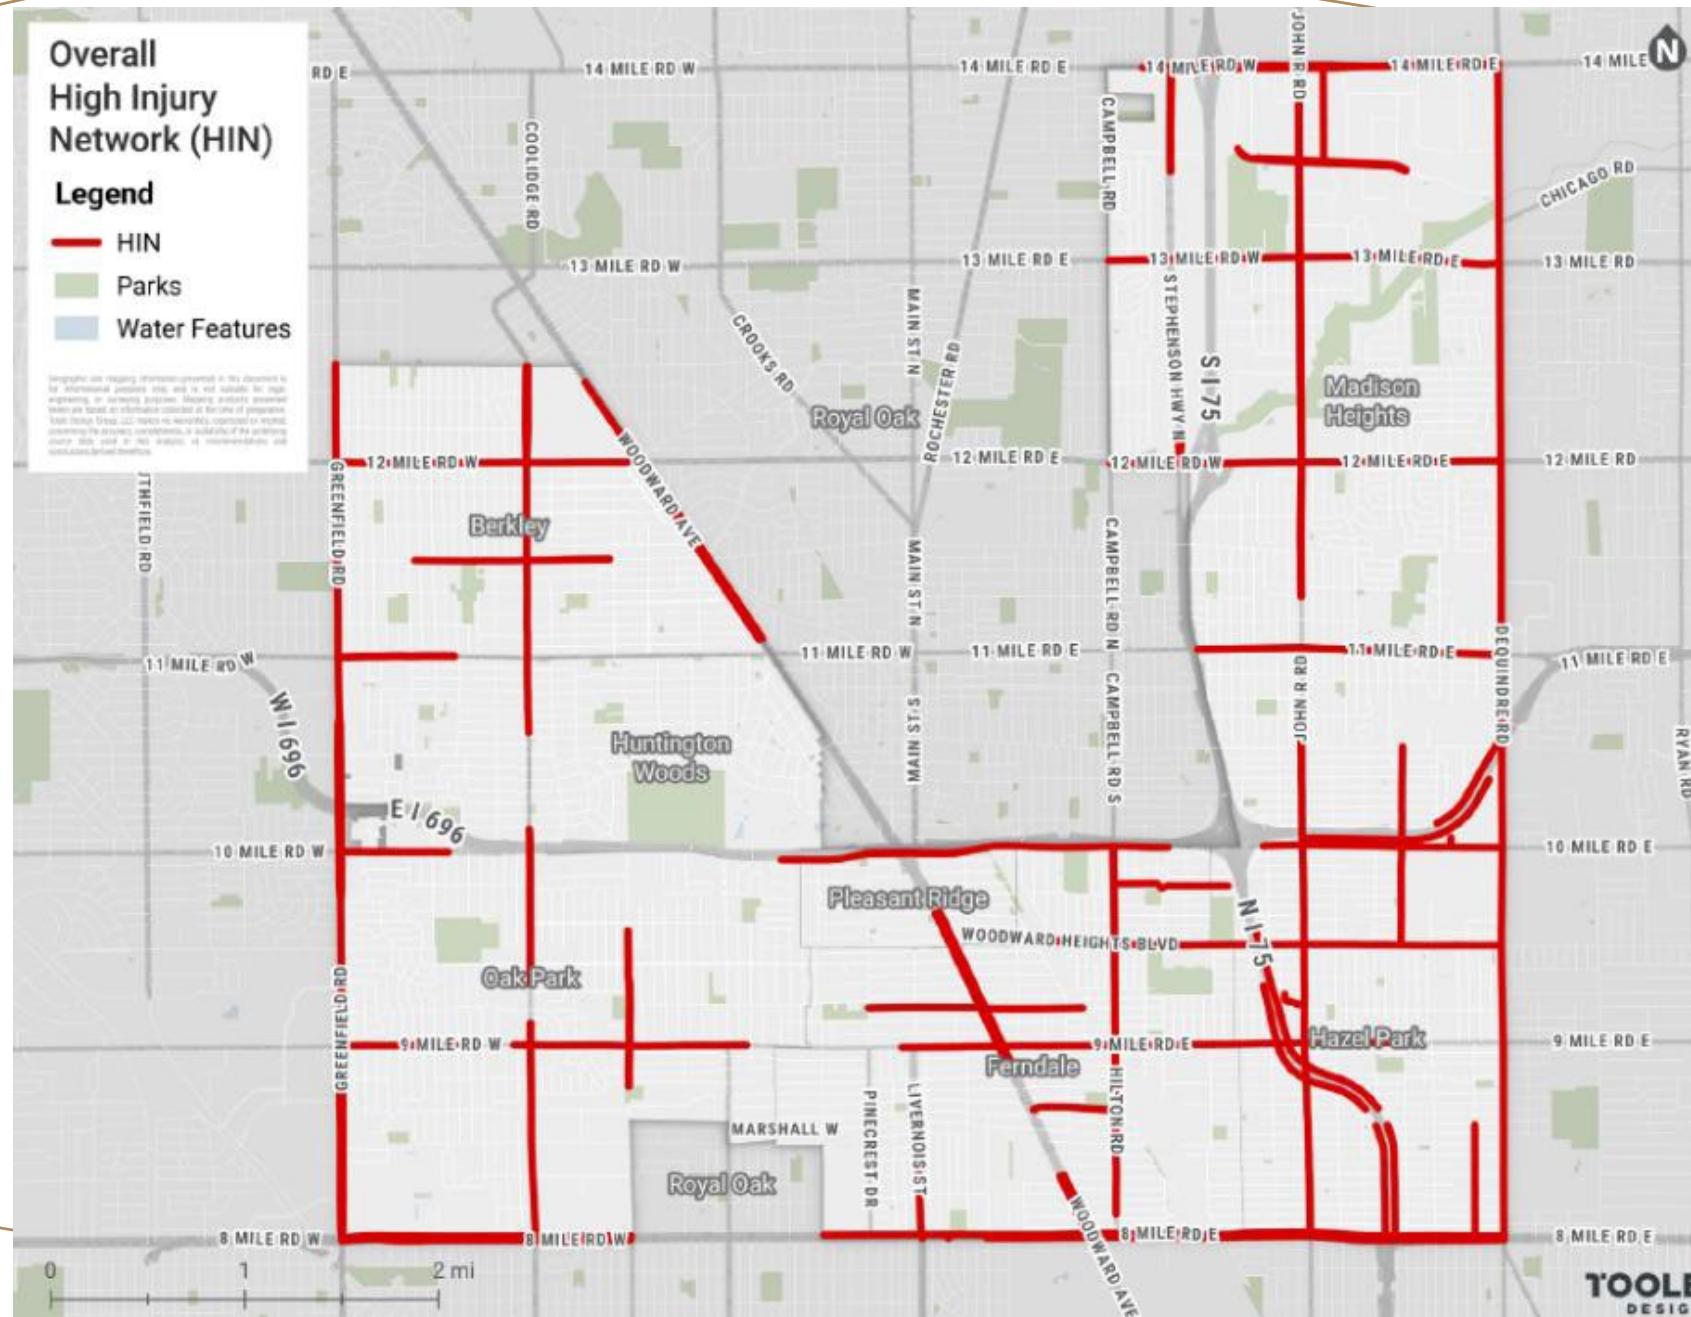 Overall
High Injury
Network (HIN)
Legend
HIN
Parks
Water Features
RD E
14 MILE RD W
14 MILE RD E
14 MILE RD W
14 MILE RD E
14 MILE
N
JOHN R RD
COOLIDGE RD
CAMPBELL RD
CHICAGO RD
13 MILE RD W
13 MILE RD E
13 MILE RD W
13 MILE RD E
13 MILE RD
CROOKS RD
MAIN ST N
ROCHESTER RD
STEPHENSON HWY N
S I 75
Madison
Heights
Royal Oak
WOODWARD AVE
12 MILE RD W
12 MILE RD E
12 MILE RD W
12 MILE RD E
12 MILE RD
GREENFIELD RD
THFIELD RD
Berkley
MAIN ST N
CAMPBELL RD N
11 MILE RD W
11 MILE RD W
11 MILE RD E
11 MILE RD E
11 MILE RD E
DEQUINDRE RD
JOHN R RD
W I 696
Huntington
Woods
MAIN ST S
CAMPBELL RD S
RYAN RD
E I 696
10 MILE RD W
10 MILE RD E
Pleasant Ridge
WOODWARD HEIGHTS BLVD
N I 75
Oak Park
GREENFIELD RD
9 MILE RD W
9 MILE RD E
Hazel Park
9 MILE RD E
Ferndale
PINECREST DR
LIVERNOIS ST
HILTON RD
MARSHALL W
Royal Oak
8 MILE RD W
8 MILE RD W
8 MILE RD E
8 MILE RD E
WOODWARD AVE
0 1 2 mi
TOOLE
DESIG